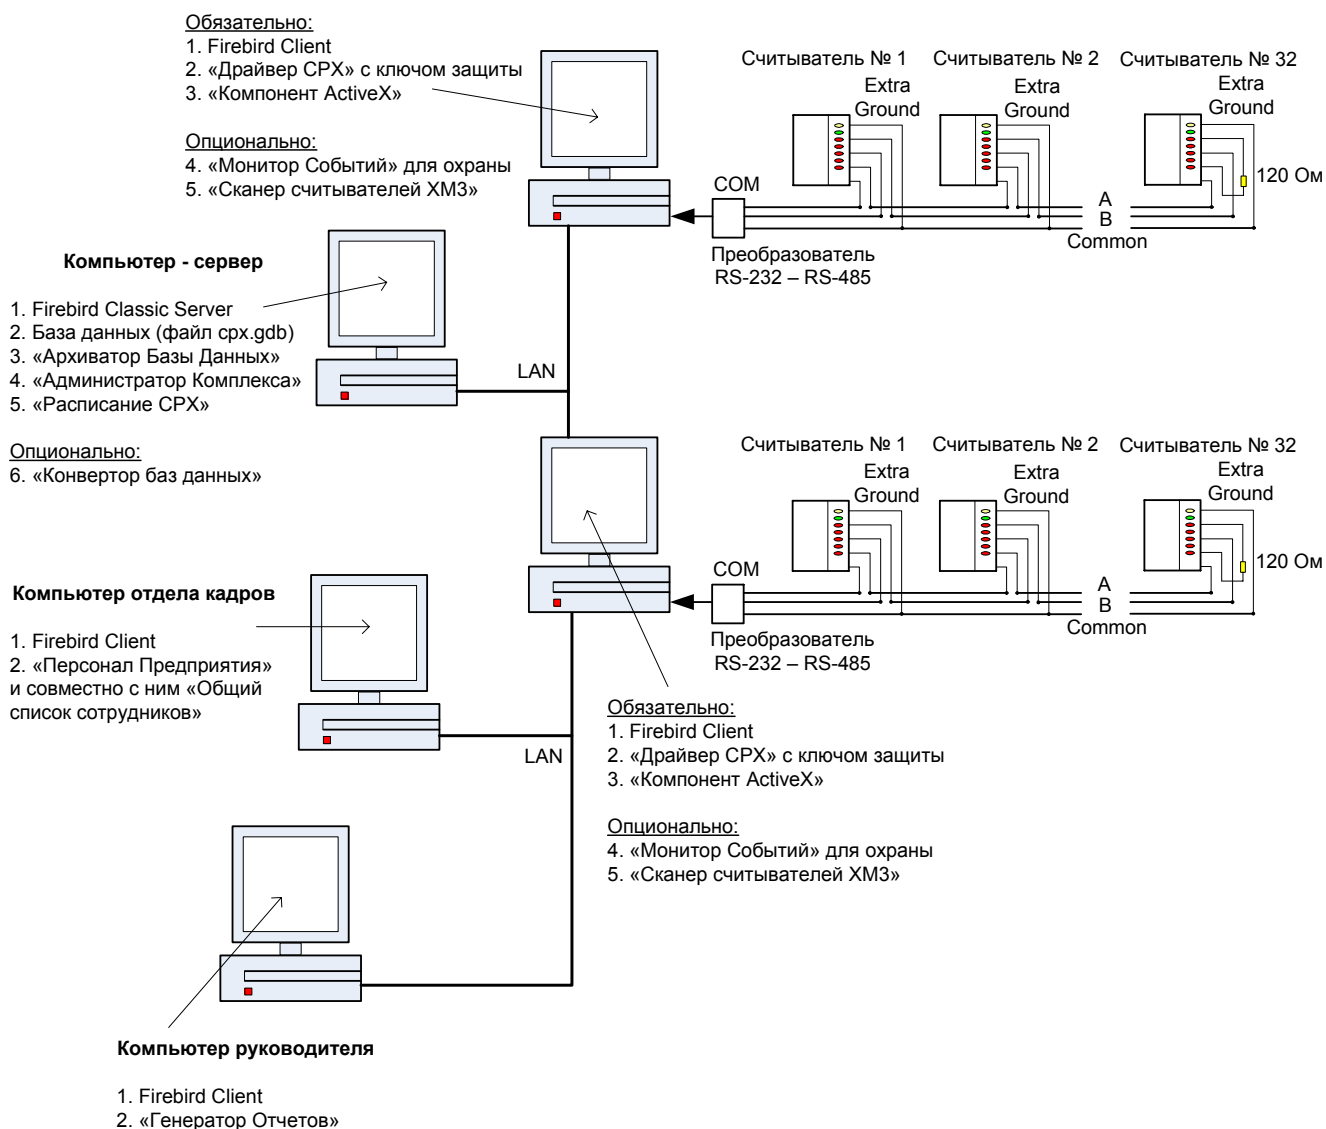 Обязательно:
1. Firebird Client
2. «Драйвер СРХ» с ключом защиты
3. «Компонент ActiveX»
Опционально:
4. «Монитор Событий» для охраны
5. «Сканер считывателей ХМ3»
Считыватель № 1
Считыватель № 2
Считыватель № 32
Extra
Ground
Extra
Ground
Extra
Ground
120 Ом
COM
A
B
Common
Преобразователь
RS-232 – RS-485
Компьютер - сервер
1. Firebird Classic Server
2. База данных (файл cpx.gdb)
3. «Архиватор Базы Данных»
4. «Администратор Комплекса»
5. «Расписание СРХ»
Опционально:
6. «Конвертор баз данных»
LAN
Считыватель № 1
Считыватель № 2
Считыватель № 32
Extra
Ground
Extra
Ground
Extra
Ground
120 Ом
COM
A
B
Common
Преобразователь
RS-232 – RS-485
Компьютер отдела кадров
1. Firebird Client
2. «Персонал Предприятия»
и совместно с ним «Общий
список сотрудников»
LAN
Обязательно:
1. Firebird Client
2. «Драйвер СРХ» с ключом защиты
3. «Компонент ActiveX»
Опционально:
4. «Монитор Событий» для охраны
5. «Сканер считывателей ХМ3»
Компьютер руководителя
1. Firebird Client
2. «Генератор Отчетов»